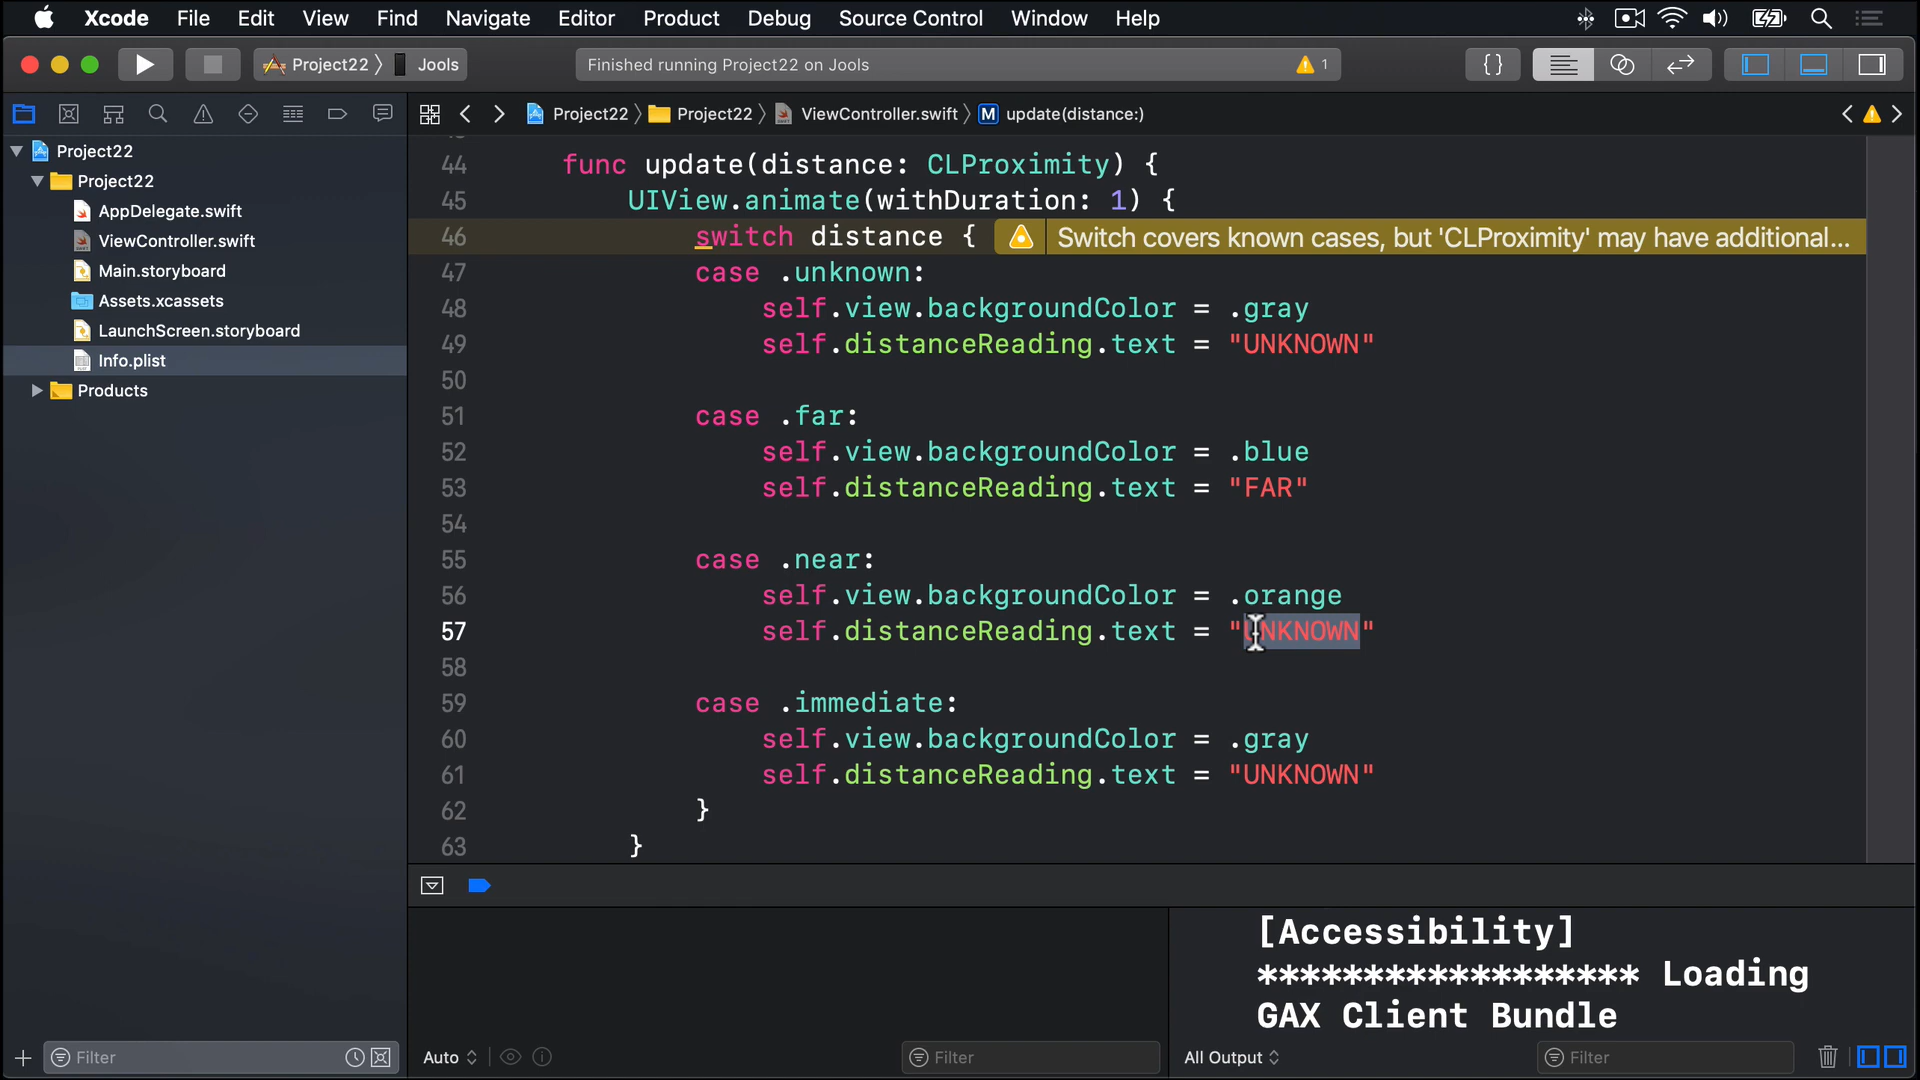 Xcode File Edit View Find Navigate Editor Product Debug Source Control Window Help
Project22 〉 Jools
Finished running Project22 on Jools
1
{}
Project22 〉 Project22 〉 ViewController.swift 〉 M update(distance:)
Project22
Project22
AppDelegate.swift
ViewController.swift
Main.storyboard
Assets.xcassets
LaunchScreen.storyboard
Info.plist
Products
44 func update(distance: CLProximity) {
45 UIView.animate(withDuration: 1) {
46 switch distance { Switch covers known cases, but 'CLProximity' may have additional...
47 case .unknown:
48 self.view.backgroundColor = .gray
49 self.distanceReading.text = "UNKNOWN"
50
51 case .far:
52 self.view.backgroundColor = .blue
53 self.distanceReading.text = "FAR"
54
55 case .near:
56 self.view.backgroundColor = .orange
57 self.distanceReading.text = "UNKNOWN"
58
59 case .immediate:
60 self.view.backgroundColor = .gray
61 self.distanceReading.text = "UNKNOWN"
62 }
63 }
[Accessibility]
****************** Loading
GAX Client Bundle
Filter
Auto
Filter
All Output
Filter